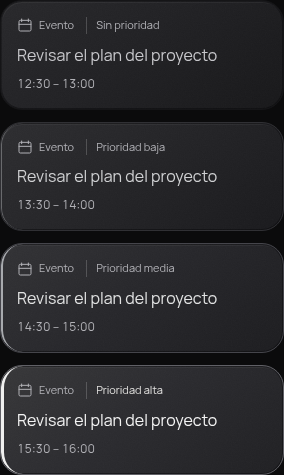 Evento | Sin prioridad
Revisar el plan del proyecto
12:30 – 13:00
Evento | Prioridad baja
Revisar el plan del proyecto
13:30 – 14:00
Evento | Prioridad media
Revisar el plan del proyecto
14:30 – 15:00
Evento | Prioridad alta
Revisar el plan del proyecto
15:30 – 16:00